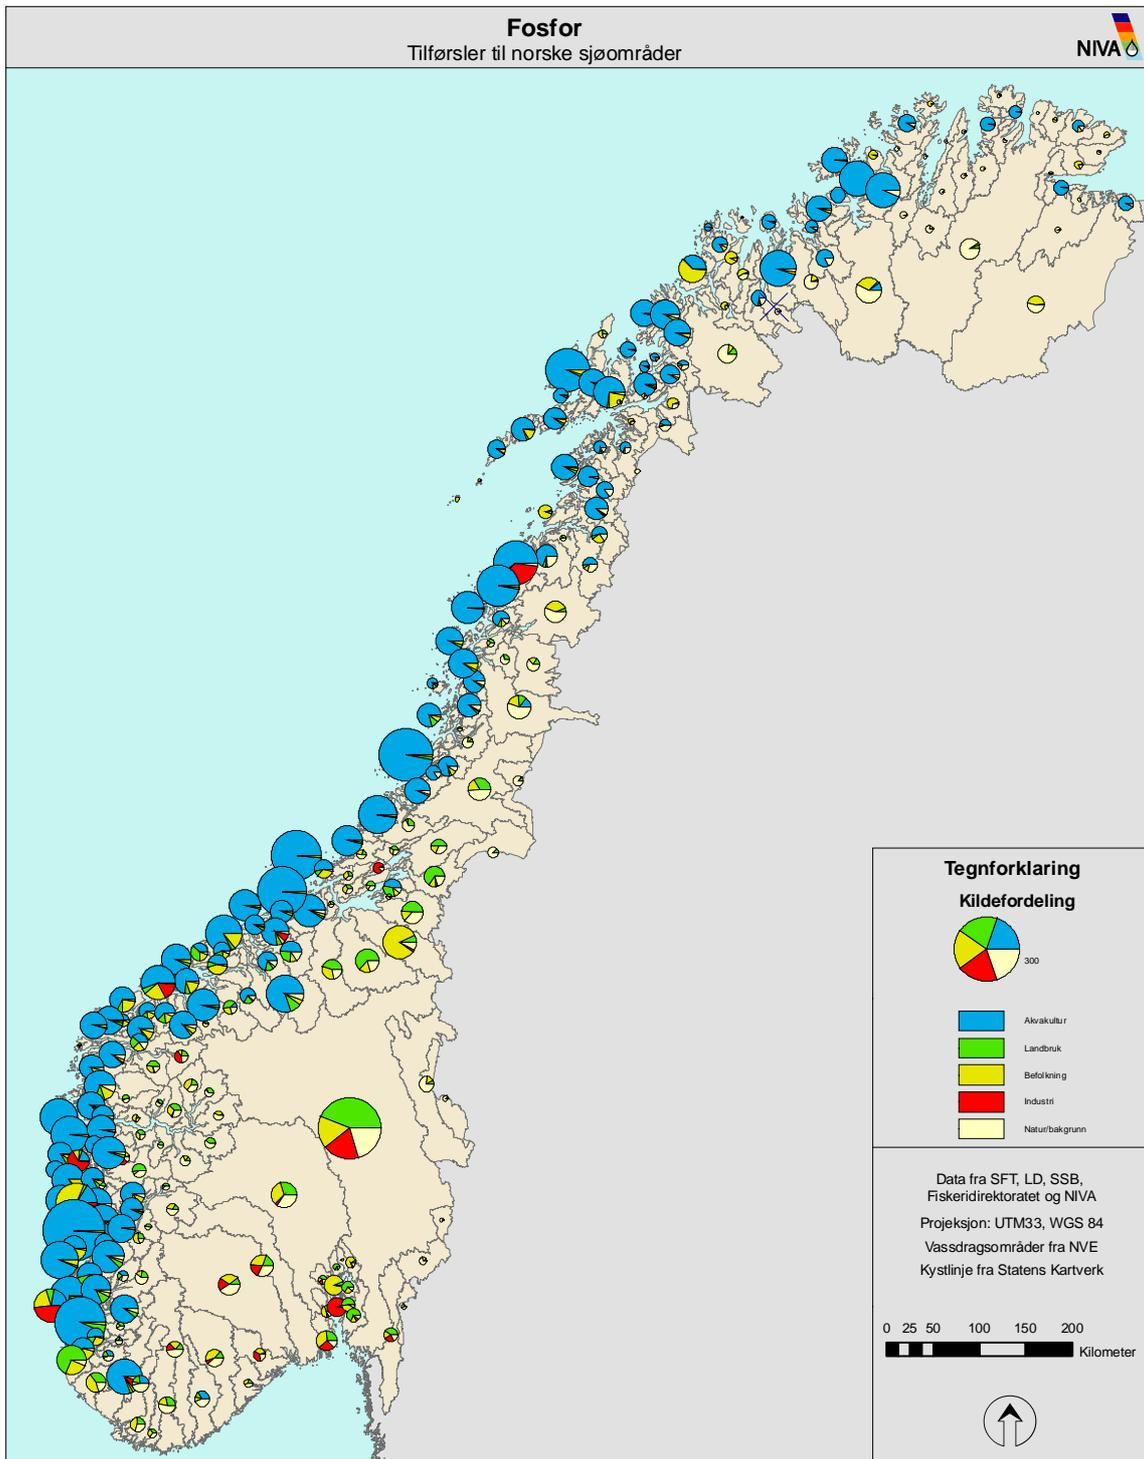 Fosfor
Tilførsler til norske sjøområder
NIVA
Tegnforklaring
Kildefordeling
300
Akvakultur
Landbruk
Befolkning
Industri
Natur/bakgrunn
Data fra SFT, LD, SSB,
Fiskeridirektoratet og NIVA
Projeksjon: UTM33, WGS 84
Vassdragsområder fra NVE
Kystlinje fra Statens Kartverk
0 25 50 100 150 200
Kilometer